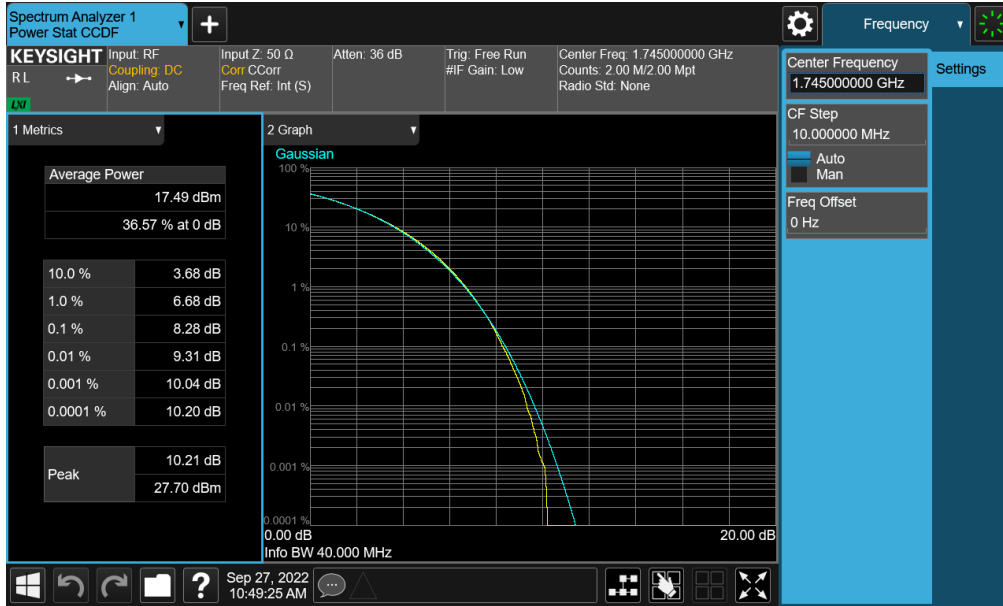 Spectrum Analyzer 1
Power Stat CCDF
Frequency
KEYSIGHT
R L
LXI
Input: RF
Coupling: DC
Align: Auto
Input Z: 50 Ω
Corr CCorr
Freq Ref: Int (S)
Atten: 36 dB
Trig: Free Run
#IF Gain: Low
Center Freq: 1.745000000 GHz
Counts: 2.00 M/2.00 Mpt
Radio Std: None
Center Frequency
1.745000000 GHz
Settings
CF Step
10.000000 MHz
Auto
Man
Freq Offset
0 Hz
1 Metrics
Average Power
17.49 dBm
36.57 % at 0 dB
10.0 % 3.68 dB
1.0 % 6.68 dB
0.1 % 8.28 dB
0.01 % 9.31 dB
0.001 % 10.04 dB
0.0001 % 10.20 dB
Peak
10.21 dB
27.70 dBm
2 Graph
Gaussian
100 %
10 %
1 %
0.1 %
0.01 %
0.001 %
0.0001 %
0.00 dB
20.00 dB
Info BW 40.000 MHz
?
Sep 27, 2022
10:49:25 AM